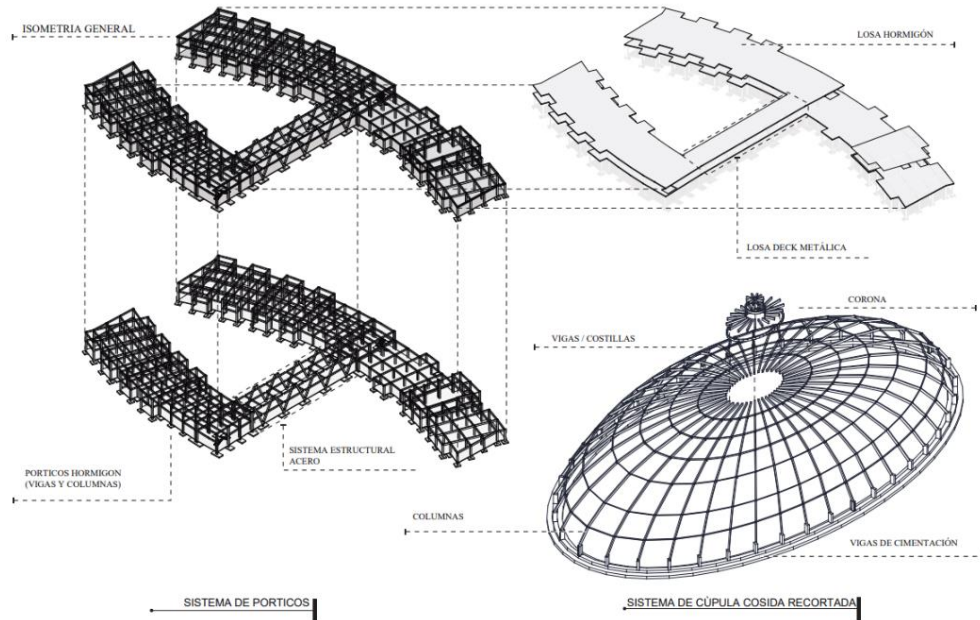 ISOMETRIA GENERAL
LOSA HORMIGÓN
LOSA DECK METÁLICA
CORONA
VIGAS / COSTILLAS
SISTEMA ESTRUCTURAL
ACERO
PORTICOS HORMIGON
(VIGAS Y COLUMNAS)
COLUMNAS
VIGAS DE CIMENTACIÓN
SISTEMA DE PORTICOS
SISTEMA DE CÚPULA COSIDA RECORTADA